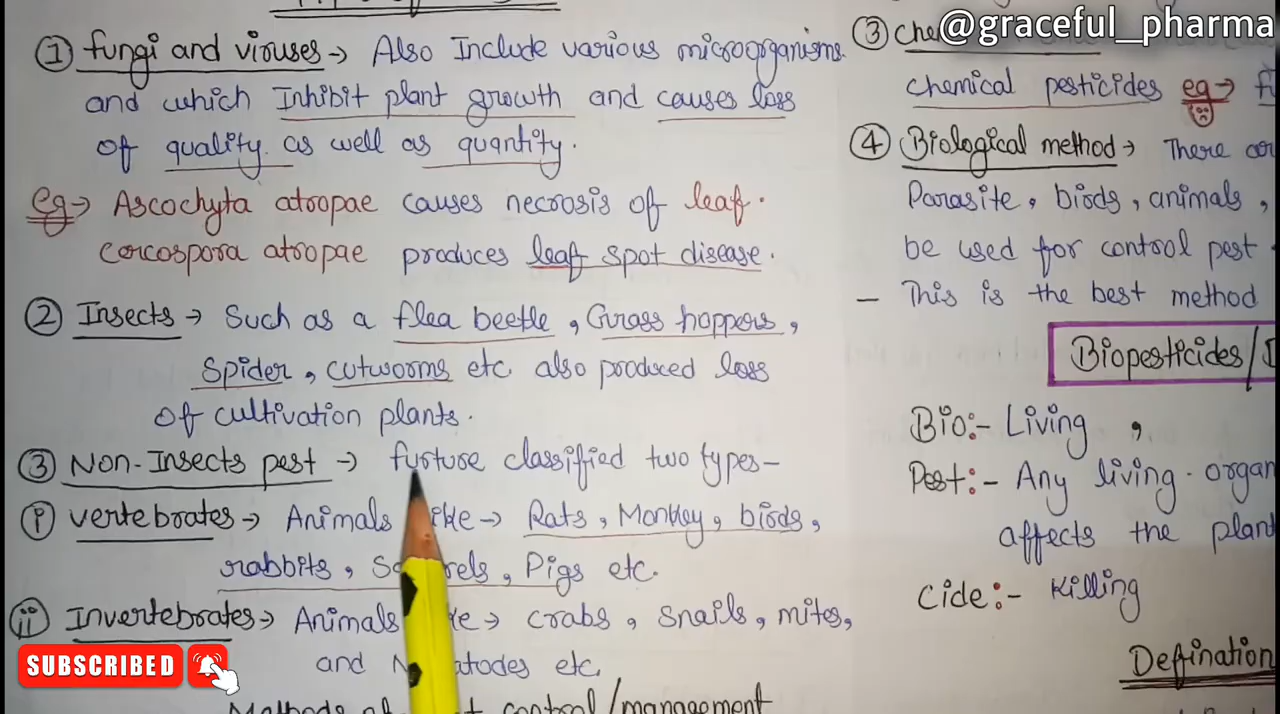 ① fungi and viruses → Also Include various microorganisms.
and which Inhibit plant growth and causes loss
of quality as well as quantity.
eg → Ascochyta atropae causes necrosis of leaf.
Corcospora atropae produces leaf spot disease.
② Insects → Such as a flea beetle, Grass hoppers,
Spider, cutworms etc also produced loss
of cultivation plants.
③ Non-Insects pest → furture classified two types-
i vertebrates → Animals like → Rats, Monkey, birds,
rabbits, Pigs etc.
ii Invertebrates → Animals → crabs, snails, mites,
and etc.
control/management
@graceful_pharma
③
chemical pesticides eg →
④ Biological method → There
Parasite, birds, animals,
be used for control pest
- This is the best method
Biopesticides/
Bio:- Living,
Pest:- Any living organ
affects the plant
Cide:- Killing
Deffination
SUBSCRIBED